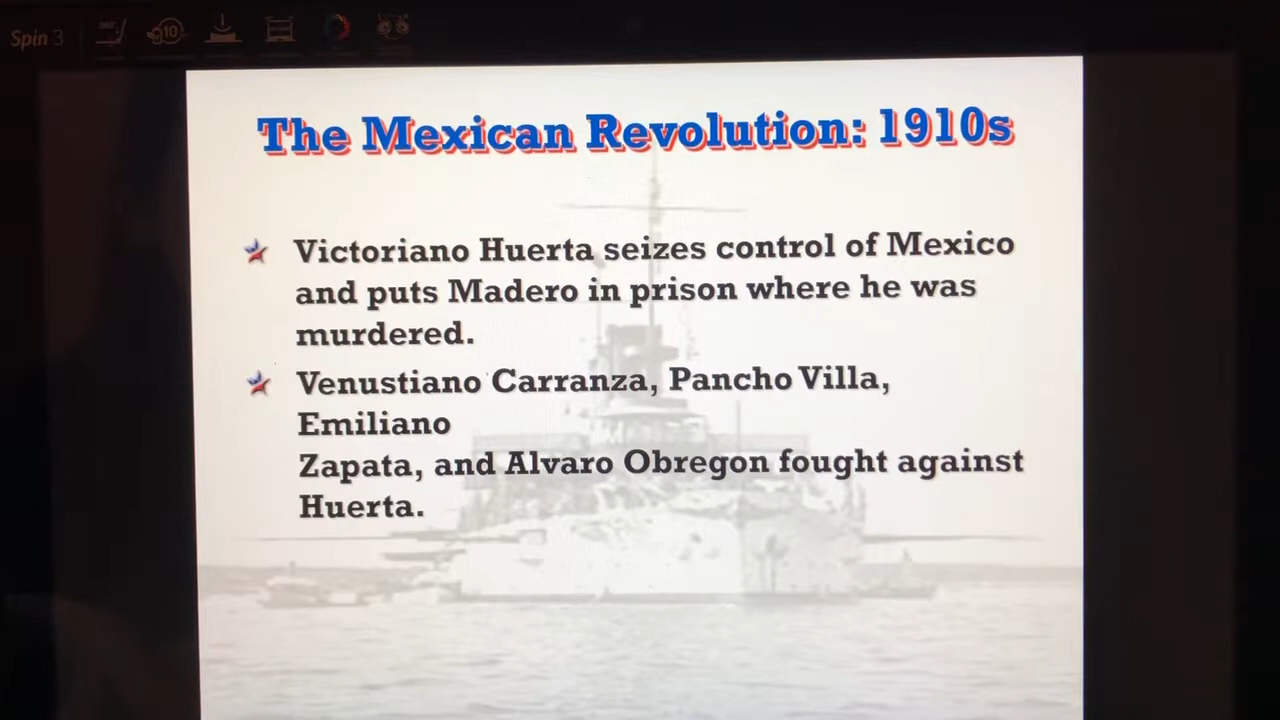 Spin 3
10
The Mexican Revolution: 1910s
Victoriano Huerta seizes control of Mexico
and puts Madero in prison where he was
murdered.
Venustiano Carranza, Pancho Villa,
Emiliano
Zapata, and Alvaro Obregon fought against
Huerta.